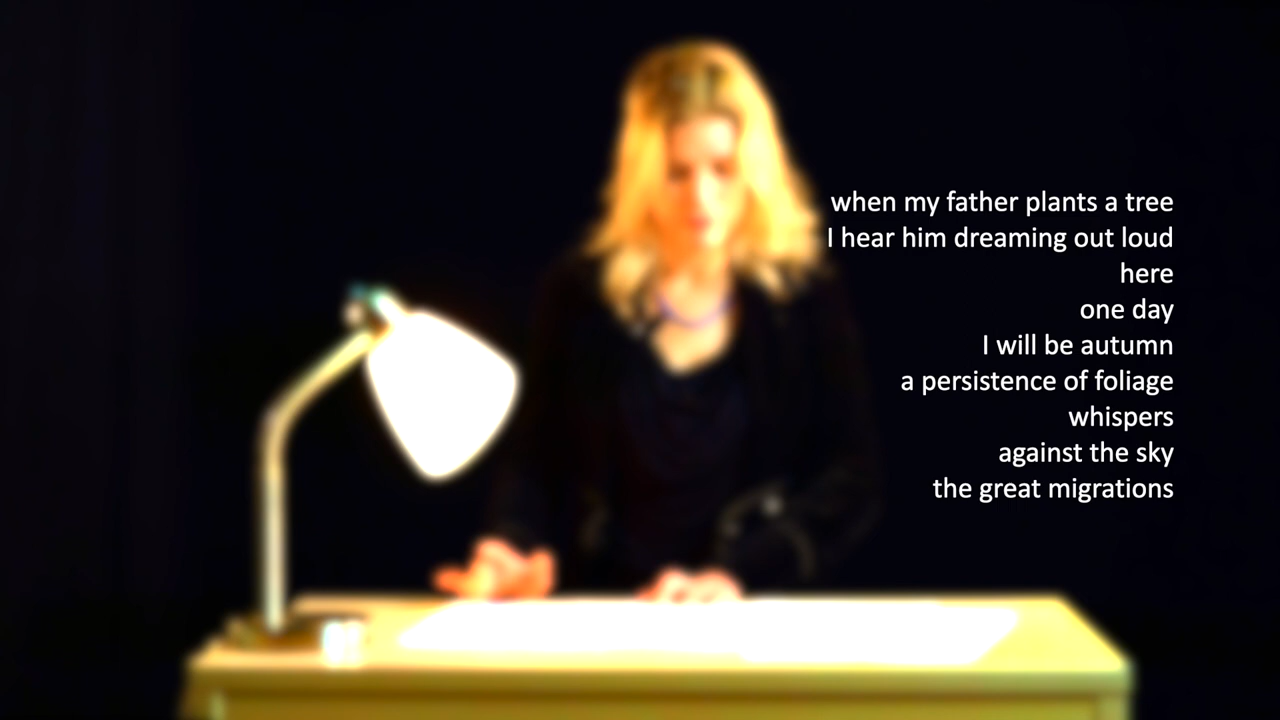 when my father plants a tree
I hear him dreaming out loud
here
one day
I will be autumn
a persistence of foliage
whispers
against the sky
the great migrations